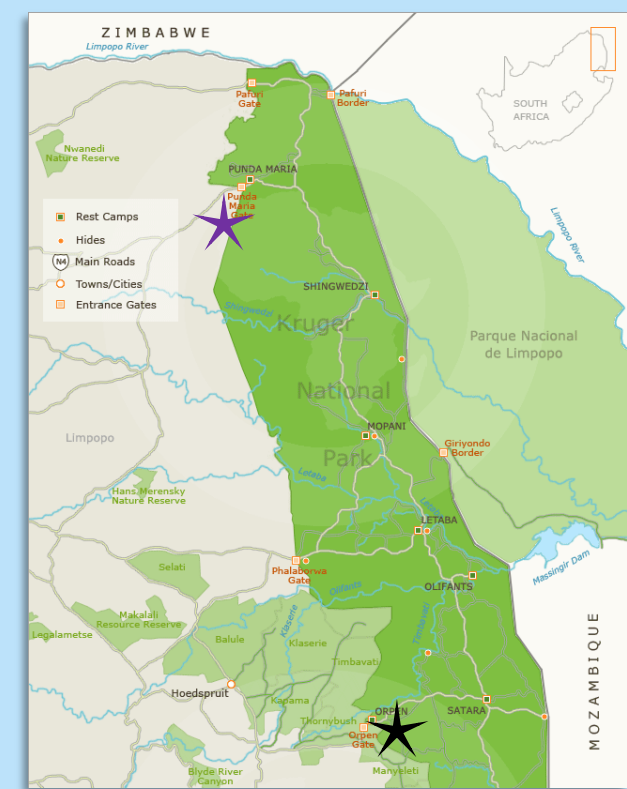 ZIMBABWE
Limpopo River
Pafuri
Gate
Pafuri
Border
SOUTH
AFRICA
Nwanedi
Nature Reserve
PUNDA MARIA
Punda
Maria
Gate
Rest Camps
Hides
N4 Main Roads
Towns/Cities
Entrance Gates
Limpopo River
SHINGWEDZI
Shingwedzi
Kruger
National
Park
Parque Nacional
de Limpopo
Limpopo
MOPANI
Giriyondo
Border
Letaba
Hans Merensky
Nature Reserve
LETABA
Phalaborwa
Gate
Selati
Olifants
OLIFANTS
Massingir Dam
Makalali
Resource Reserve
Legalametse
Balule
Klaserie
Klaserie
Timbavati
Timbavati
MOZAMBIQUE
Hoedspruit
Kapama
Thornybush
ORPEN
Orpen
Gate
SATARA
Manyeleti
Blyde River
Canyon